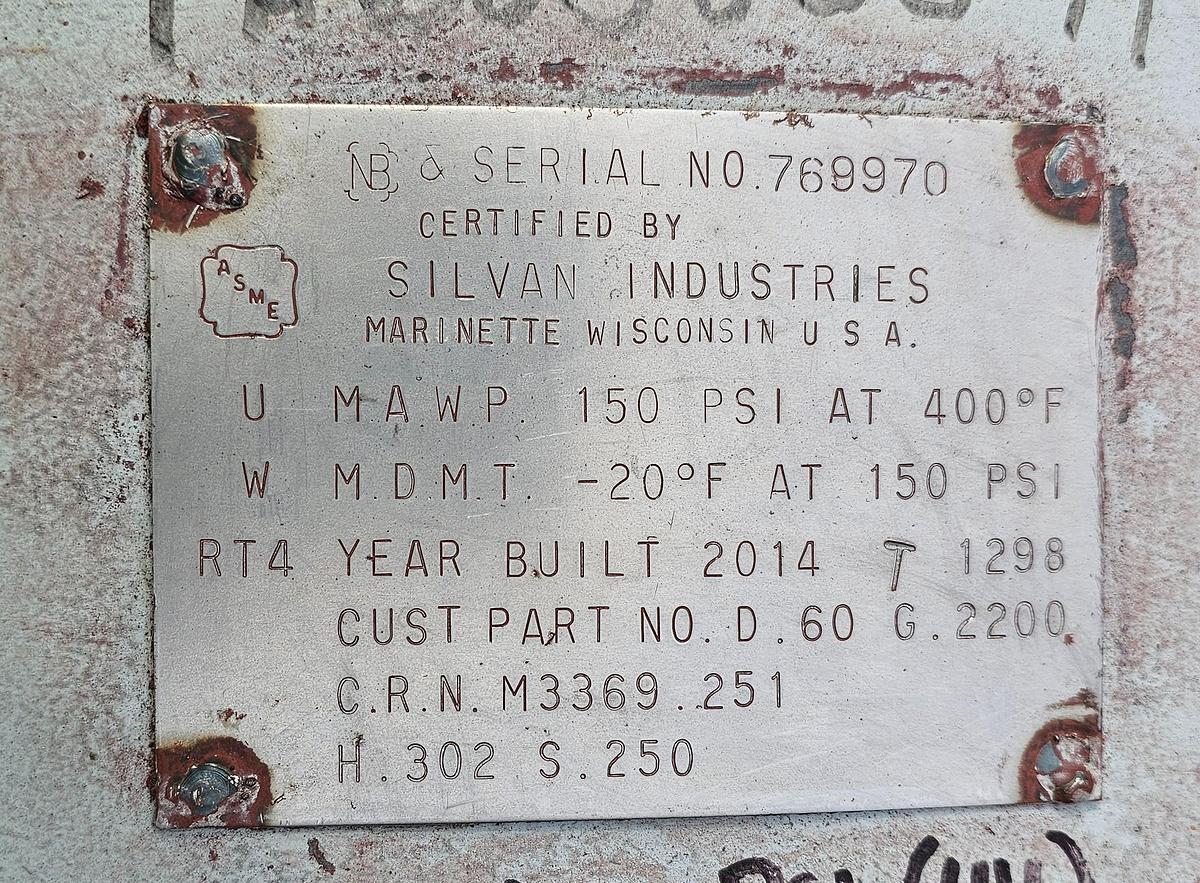 NB & SERIAL NO. 769970
CERTIFIED BY
ASME
SILVAN INDUSTRIES
MARINETTE WISCONSIN U S A.
U M.A.W.P. 150 PSI AT 400°F
W M.D.M.T. -20°F AT 150 PSI
RT4 YEAR BUILT 2014 T 1298
CUST PART NO. D.60 G.2200
C.R.N. M3369.251
H.302 S.250